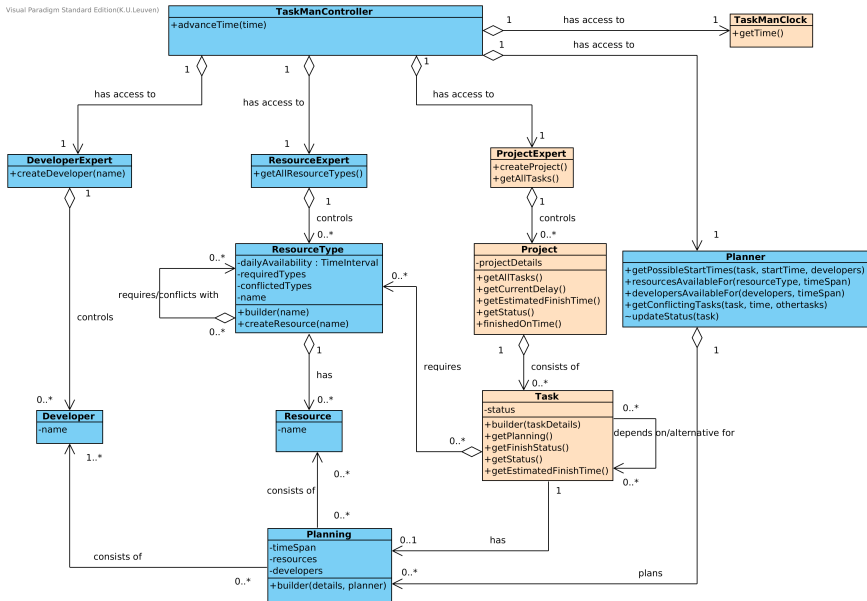 Visual Paradigm Standard Edition(K.U.Leuven)
TaskManController
+advanceTime(time)
1
has access to
1
TaskManClock
+getTime()
1
has access to
1
1
1
has access to
has access to
has access to
1
1
1
DeveloperExpert
+createDeveloper(name)
ResourceExpert
+getAllResourceTypes()
ProjectExpert
+createProject()
+getAllTasks()
1
1
1
controls
controls
0..*
0..*
1
ResourceType
-dailyAvailability : TimeInterval
-requiredTypes
-conflictedTypes
-name
+builder(name)
+createResource(name)
0..*
requires/conflicts with
0..*
0..*
Project
-projectDetails
+getAllTasks()
+getCurrentDelay()
+getEstimatedFinishTime()
+getStatus()
+finishedOnTime()
Planner
+getPossibleStartTimes(task, startTime, developers)
+resourcesAvailableFor(resourceType, timeSpan)
+developersAvailableFor(developers, timeSpan)
+getConflictingTasks(task, time, othertasks)
~updateStatus(task)
controls
1
1
1
has
requires
consists of
0..*
0..*
0..*
Developer
-name
Resource
-name
Task
-status
+builder(taskDetails)
+getPlanning()
+getFinishStatus()
+getStatus()
+getEstimatedFinishTime()
0..*
depends on/alternative for
0..*
0..*
1..*
0..*
consists of
1
0..*
Planning
-timeSpan
-resources
-developers
+builder(details, planner)
0..1
has
consists of
0..*
0..*
plans